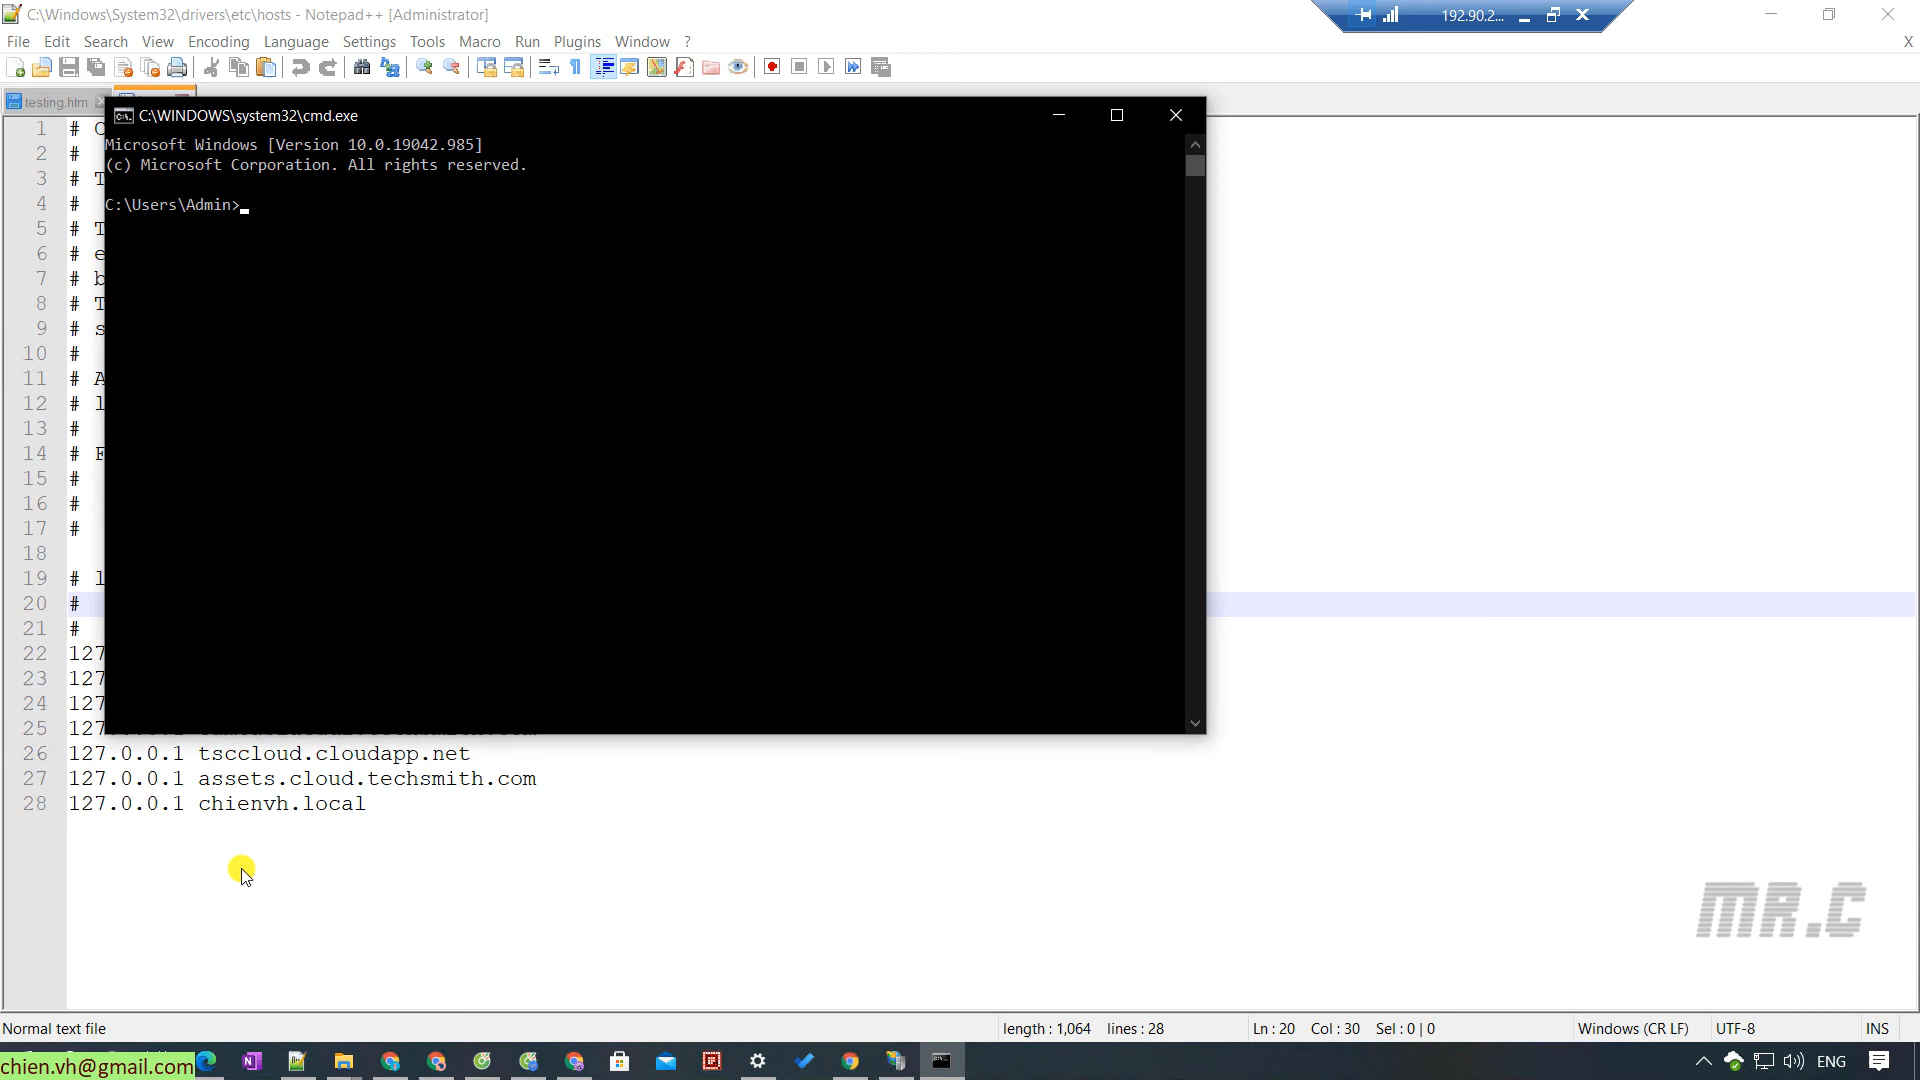 C:\Windows\System32\drivers\etc\hosts - Notepad++ [Administrator]
192.90.2...
File Edit Search View Encoding Language Settings Tools Macro Run Plugins Window ?
X
testing.htm
C:\WINDOWS\system32\cmd.exe
Microsoft Windows [Version 10.0.19042.985]
(c) Microsoft Corporation. All rights reserved.
C:\Users\Admin>
1 #
2 #
3 # T
4 #
5 # T
6 # e
7 # b
8 # T
9 # s
10 #
11 # A
12 # l
13 #
14 # F
15 #
16 #
17 #
18
19 # l
20 #
21 #
22 127
23 127
24 127
25 127
26 127.0.0.1 tsccloud.cloudapp.net
27 127.0.0.1 assets.cloud.techsmith.com
28 127.0.0.1 chienvh.local
MR.C
Normal text file length : 1,064 lines : 28 Ln : 20 Col : 30 Sel : 0 | 0 Windows (CR LF) UTF-8 INS
chien.vh@gmail.com
ENG